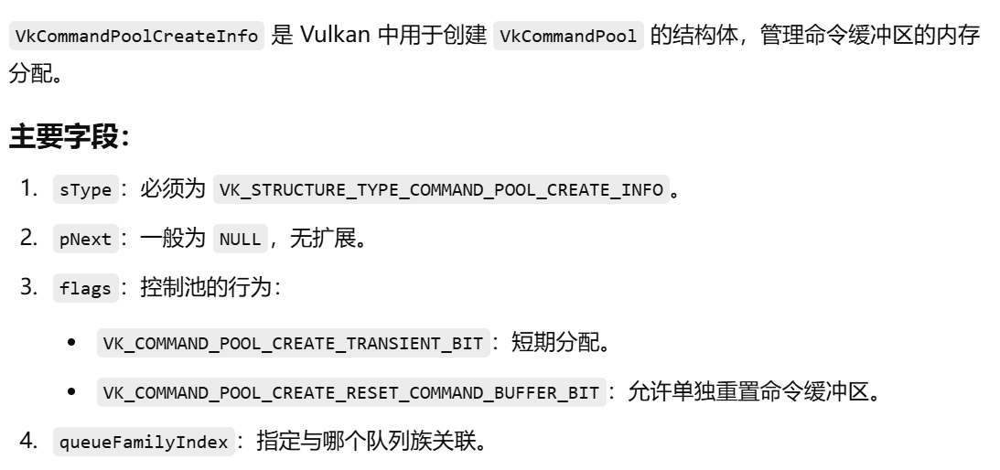 VkCommandPoolCreateInfo 是 Vulkan 中用于创建 VkCommandPool 的结构体，管理命令缓冲区的内存
分配。
主要字段：
1. sType：必须为 VK_STRUCTURE_TYPE_COMMAND_POOL_CREATE_INFO。
2. pNext：一般为 NULL，无扩展。
3. flags：控制池的行为：
• VK_COMMAND_POOL_CREATE_TRANSIENT_BIT：短期分配。
• VK_COMMAND_POOL_CREATE_RESET_COMMAND_BUFFER_BIT：允许单独重置命令缓冲区。
4. queueFamilyIndex：指定与哪个队列族关联。